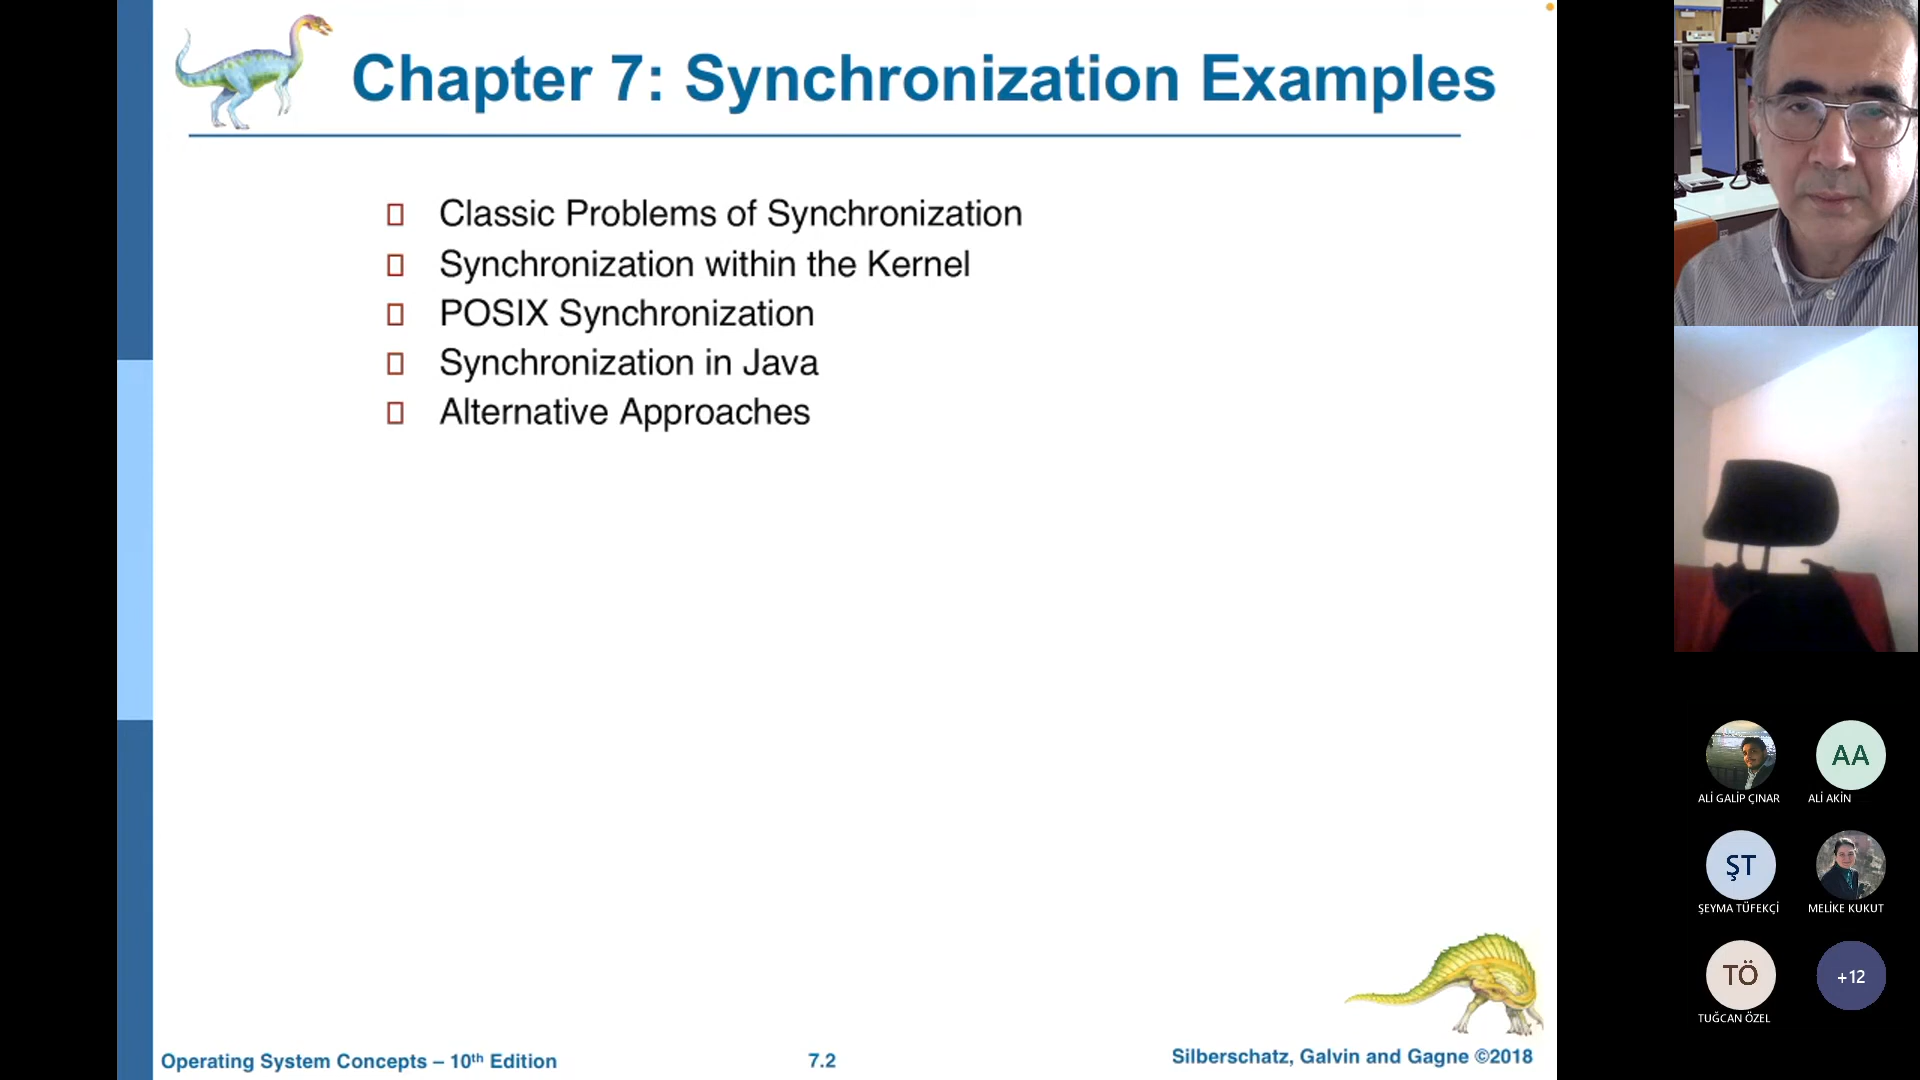 Chapter 7: Synchronization Examples
Classic Problems of Synchronization
Synchronization within the Kernel
POSIX Synchronization
Synchronization in Java
Alternative Approaches
Operating System Concepts – 10th Edition
7.2
Silberschatz, Galvin and Gagne ©2018
AA
ALİ GALİP ÇINAR
ALİ AKİN
ŞT
ŞEYMA TÜFEKÇİ
MELİKE KUKUT
TÖ
+12
TUĞCAN ÖZEL